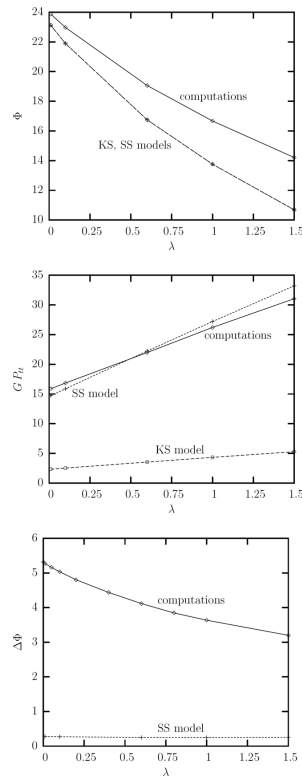 24
22
20
18
16
14
12
10
Φ
computations
KS, SS models
0 0.25 0.5 0.75 1 1.25 1.5
λ
35
30
25
20
15
10
5
0
G P_{tt}
computations
SS model
KS model
0 0.25 0.5 0.75 1 1.25 1.5
λ
6
5
4
3
2
1
0
ΔΦ
computations
SS model
0 0.25 0.5 0.75 1 1.25 1.5
λ